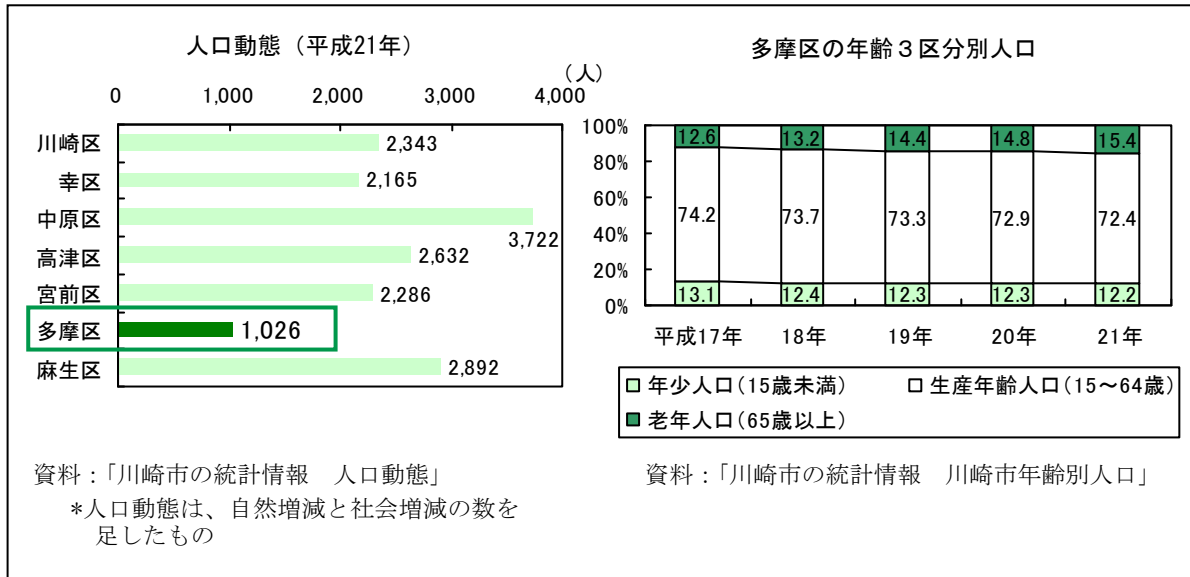 人口動態（平成21年）
（人）
0 1,000 2,000 3,000 4,000
川崎区 2,343
幸区 2,165
中原区 3,722
高津区 2,632
宮前区 2,286
多摩区 1,026
麻生区 2,892
資料：「川崎市の統計情報　人口動態」
*人口動態は、自然増減と社会増減の数を
足したもの
多摩区の年齢３区分別人口
100%
80%
60%
40%
20%
0%
12.6 13.2 14.4 14.8 15.4
74.2 73.7 73.3 72.9 72.4
13.1 12.4 12.3 12.3 12.2
平成17年 18年 19年 20年 21年
年少人口（15歳未満） 生産年齢人口（15～64歳）
老年人口（65歳以上）
資料：「川崎市の統計情報　川崎市年齢別人口」